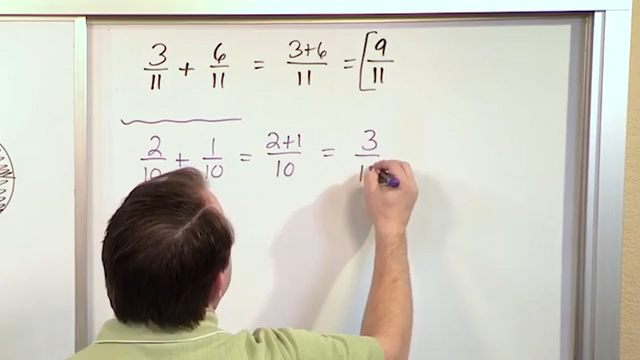 3/11 + 6/11 = 3+6/11 = 9/11
2/10 + 1/10 = 2+1/10 = 3/1